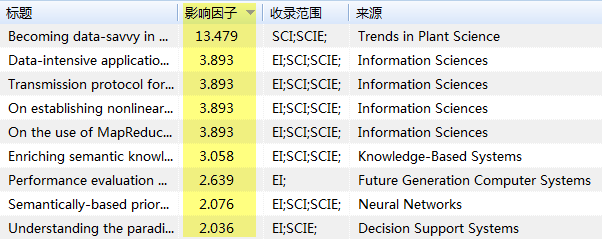 标题 影响因子 收录范围 来源
Becoming data-savvy in ... 13.479 SCI;SCIE; Trends in Plant Science
Data-intensive applicatio... 3.893 EI;SCI;SCIE; Information Sciences
Transmission protocol for... 3.893 EI;SCI;SCIE; Information Sciences
On establishing nonlinear... 3.893 EI;SCI;SCIE; Information Sciences
On the use of MapReduc... 3.893 EI;SCI;SCIE; Information Sciences
Enriching semantic knowl... 3.058 EI;SCI;SCIE; Knowledge-Based Systems
Performance evaluation ... 2.639 EI; Future Generation Computer Systems
Semantically-based prior... 2.076 EI;SCI;SCIE; Neural Networks
Understanding the paradi... 2.036 EI;SCIE; Decision Support Systems